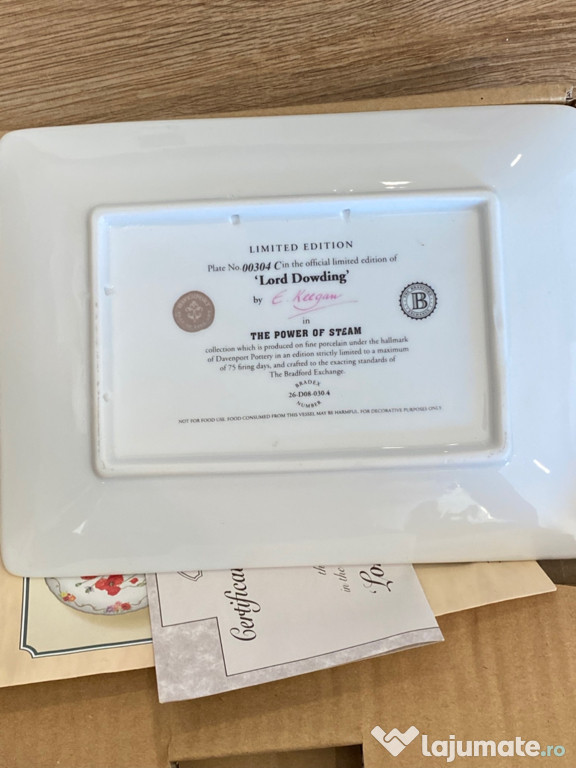 LIMITED EDITION
Plate No. 00304 C in the official limited edition of
'Lord Dowding'
by E Keegan
in
THE POWER OF STEAM
collection which is produced on fine porcelain under the hallmark
of Davenport Pottery in an edition strictly limited to a maximum
of 75 firing days, and crafted to the exacting standards of
The Bradford Exchange.
BRADEX
26-D08-030·4
NUMBER
NOT FOR FOOD USE. FOOD CONSUMED FROM THIS VESSEL MAY BE HARMFUL. FOR DECORATIVE PURPOSES ONLY.
B
Certifica
in the
'Lo
lajumate.ro